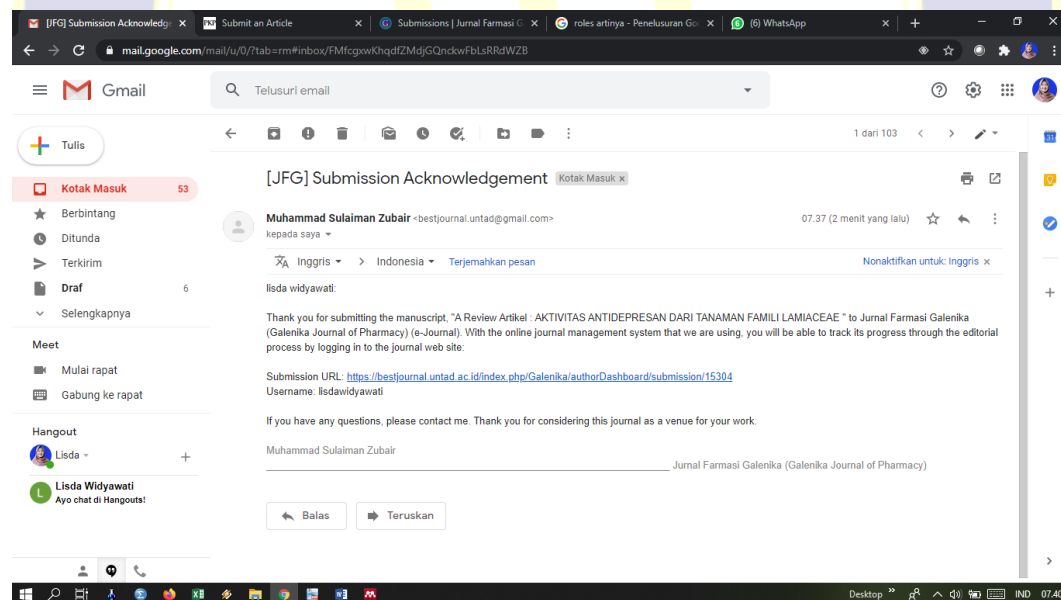 [JFG] Submission Acknowledge
PKP Submit an Article
Submissions | Jurnal Farmasi G
roles artinya - Penelusuran Goo
(6) WhatsApp
mail.google.com/mail/u/0/?tab=rm#inbox/FMfcgxwKhqdfZMdjGQnckwFbLsRRdWZB
Gmail
Telusuri email
Tulis
1 dari 103
Kotak Masuk 53
Berbintang
Ditunda
Terkirim
Draf 6
Selengkapnya
Meet
Mulai rapat
Gabung ke rapat
Hangout
Lisda
L
Lisda Widyawati
Ayo chat di Hangouts!
[JFG] Submission Acknowledgement Kotak Masuk x
Muhammad Sulaiman Zubair <bestjournal.untad@gmail.com> 07.37 (2 menit yang lalu)
kepada saya
Inggris > Indonesia Terjemahkan pesan Nonaktifkan untuk: Inggris x
lisda widyawati:
Thank you for submitting the manuscript, "A Review Artikel : AKTIVITAS ANTIDEPRESAN DARI TANAMAN FAMILI LAMIACEAE " to Jurnal Farmasi Galenika
(Galenika Journal of Pharmacy) (e-Journal). With the online journal management system that we are using, you will be able to track its progress through the editorial
process by logging in to the journal web site:
Submission URL: https://bestjournal.untad.ac.id/index.php/Galenika/authorDashboard/submission/15304
Username: lisdawidyawati
If you have any questions, please contact me. Thank you for considering this journal as a venue for your work.
Muhammad Sulaiman Zubair
Jurnal Farmasi Galenika (Galenika Journal of Pharmacy)
Balas
Teruskan
31
Desktop
IND